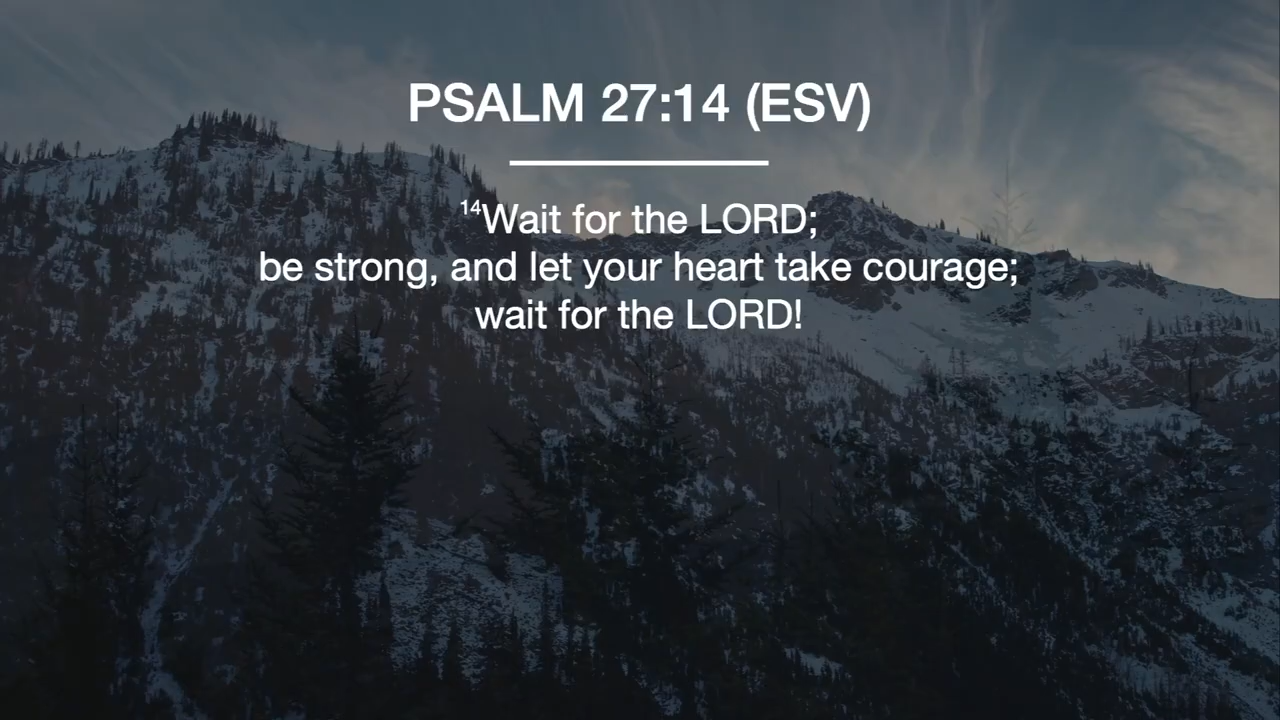 PSALM 27:14 (ESV)
¹⁴Wait for the LORD;
be strong, and let your heart take courage;
wait for the LORD!